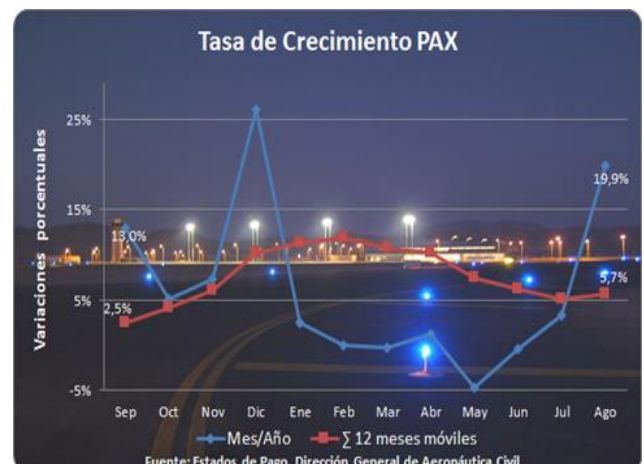 Tasa de Crecimiento PAX
Variaciones porcentuales
25%
15%
5%
-5%
13,0%
2,5%
19,9%
5,7%
Sep Oct Nov Dic Ene Feb Mar Abr May Jun Jul Ago
Mes/Año ∑ 12 meses móviles
Fuente: Estados de Pago, Dirección General de Aeronáutica Civil